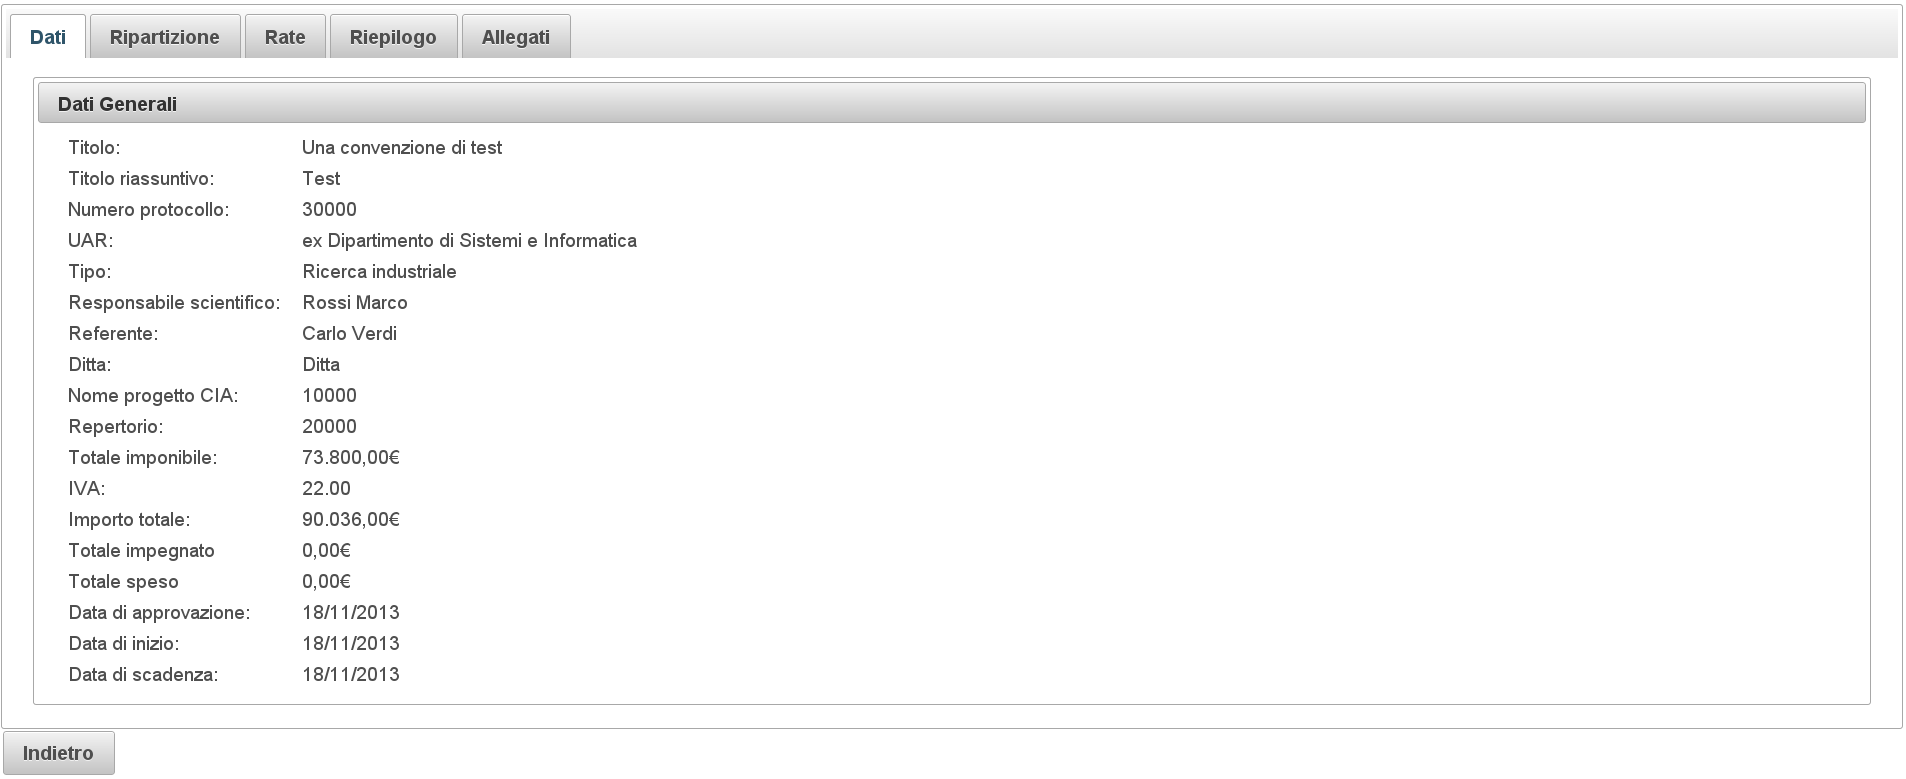 Dati Ripartizione Rate Riepilogo Allegati
Dati Generali
Titolo: Una convenzione di test
Titolo riassuntivo: Test
Numero protocollo: 30000
UAR: ex Dipartimento di Sistemi e Informatica
Tipo: Ricerca industriale
Responsabile scientifico: Rossi Marco
Referente: Carlo Verdi
Ditta: Ditta
Nome progetto CIA: 10000
Repertorio: 20000
Totale imponibile: 73.800,00€
IVA: 22.00
Importo totale: 90.036,00€
Totale impegnato 0,00€
Totale speso 0,00€
Data di approvazione: 18/11/2013
Data di inizio: 18/11/2013
Data di scadenza: 18/11/2013
Indietro